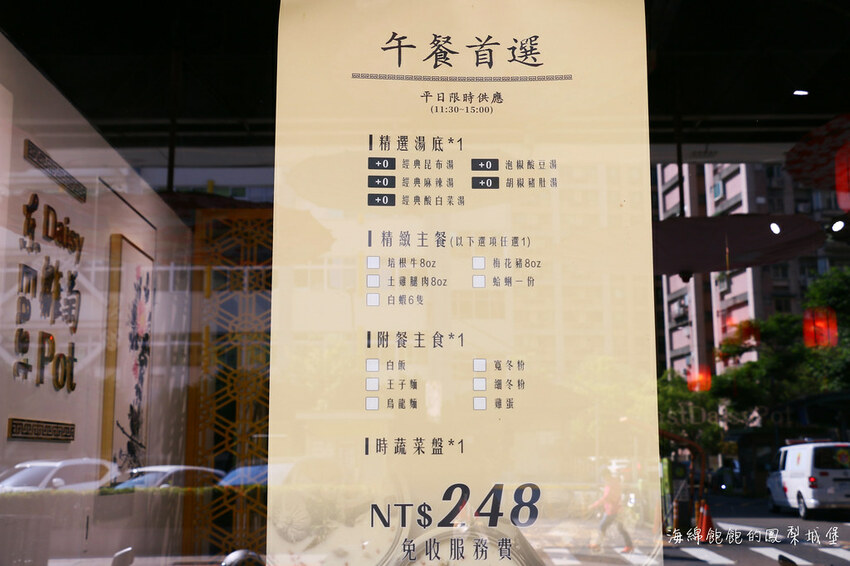 午餐首選
平日限時供應
(11:30~15:00)
精選湯底*1
+0 經典昆布湯 +0 泡椒酸豆湯
+0 經典麻辣湯 +0 胡椒豬肚湯
+0 經典酸白菜湯
精緻主餐(以下選項任選1)
培根牛8oz 梅花豬8oz
土雞腿肉8oz 蛤蜊一份
白蝦6隻
附餐主食*1
白飯 寬冬粉
王子麵 細冬粉
烏龍麵 雞蛋
時蔬菜盤*1
NT$248
免收服務費
Daisy
Pot
海綿飽飽的鳳梨城堡